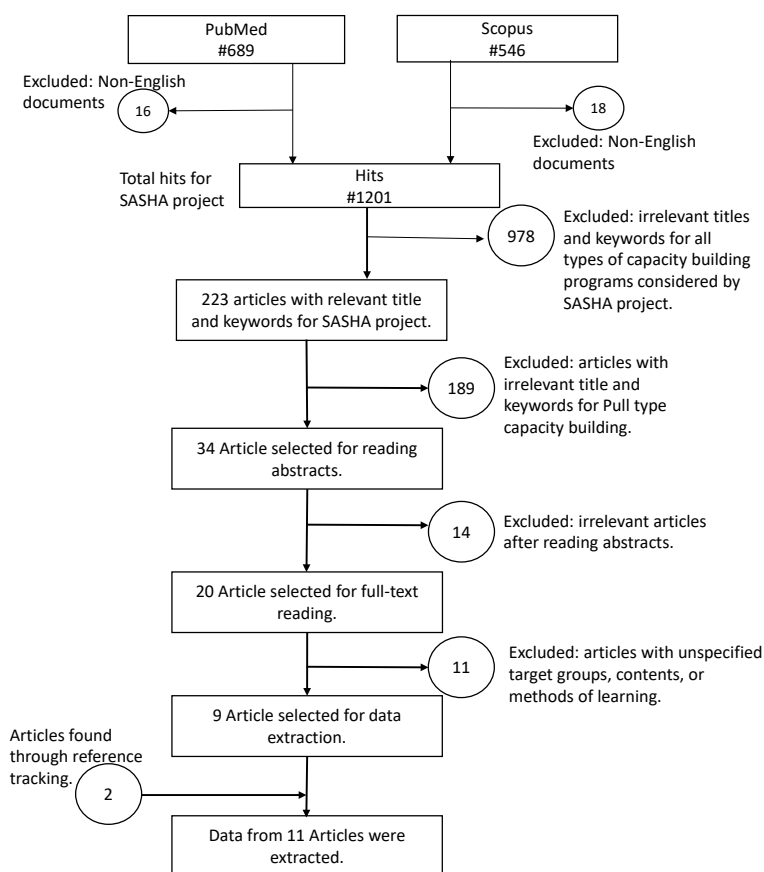 PubMed
#689
Scopus
#546
Excluded: Non-English
documents
16
18
Excluded: Non-English
documents
Total hits for
SASHA project
Hits
#1201
978
Excluded: irrelevant titles
and keywords for all
types of capacity building
programs considered by
SASHA project.
223 articles with relevant title
and keywords for SASHA project.
189
Excluded: articles with
irrelevant title and
keywords for Pull type
capacity building.
34 Article selected for reading
abstracts.
14
Excluded: irrelevant articles
after reading abstracts.
20 Article selected for full-text
reading.
11
Excluded: articles with unspecified
target groups, contents, or
methods of learning.
9 Article selected for data
extraction.
Articles found
through reference
tracking.
2
Data from 11 Articles were
extracted.